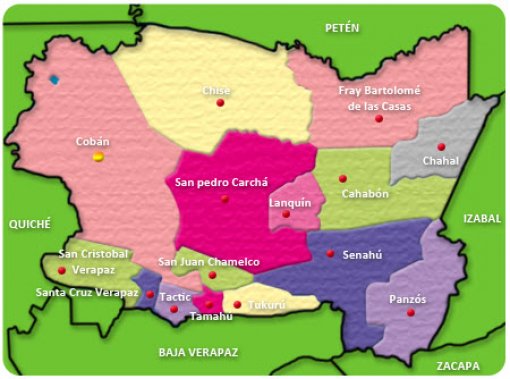 PETÉN
Chise
Fray Bartolomé
de las Casas
Cobán
Chahal
San pedro Carchá
Cahabón
Lanquín
QUICHÉ
IZABAL
San Cristobal
Verapaz
San Juan Chamelco
Senahú
Santa Cruz Verapaz
Tactic
Tukurú
Panzós
Tamahú
BAJA VERAPAZ
ZACAPA